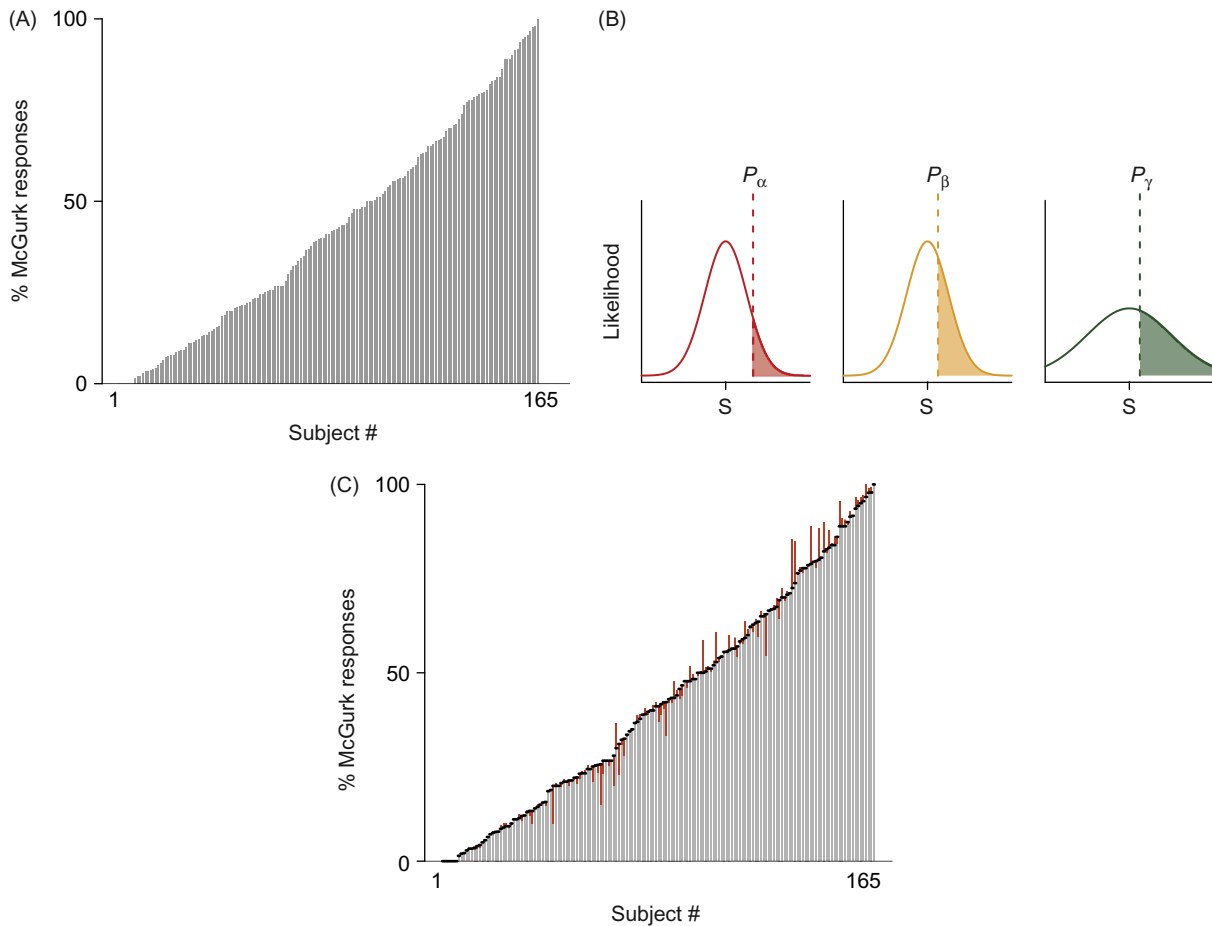 (A)
100
50
0
% McGurk responses
1
165
Subject #
(B)
Pα
Pβ
Pγ
Likelihood
S
S
S
(C)
100
50
0
% McGurk responses
1
165
Subject #